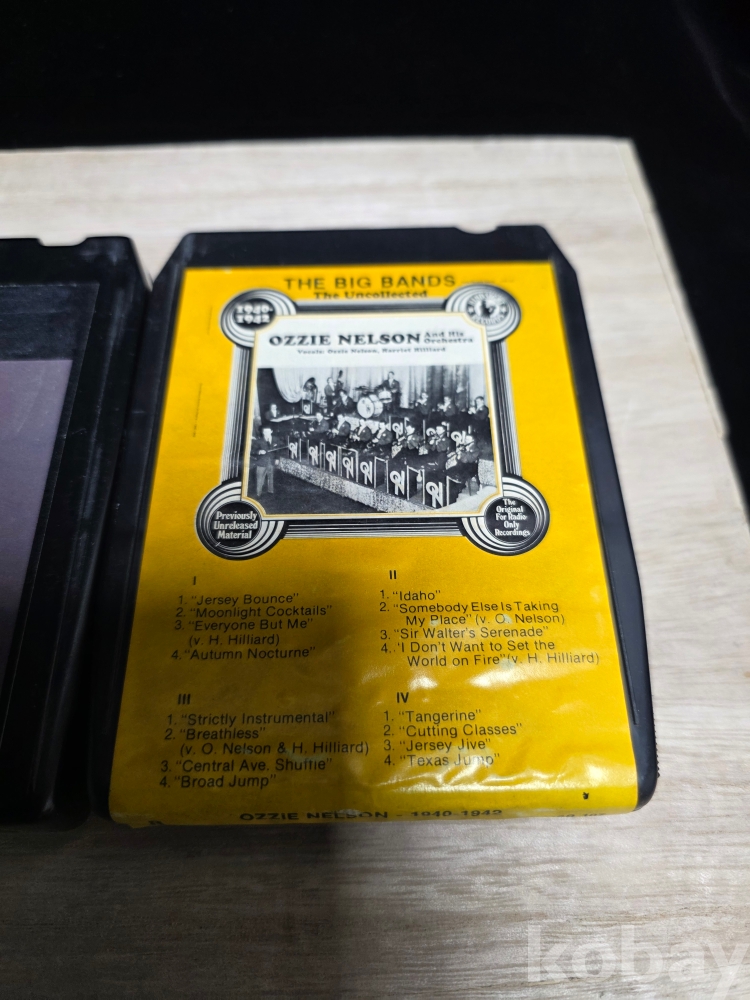 THE BIG BANDS
The Uncollected
1940-
1942
OZZIE NELSON And His
Orchestra
Vocals: Ozzie Nelson, Harriet Hilliard
Previously
Unreleased
Material
The
Original
For Radio
Only
Recordings
I
1. "Jersey Bounce"
2. "Moonlight Cocktails"
3. "Everyone But Me"
(v. H. Hilliard)
4. "Autumn Nocturne"
II
1. "Idaho"
2. "Somebody Else Is Taking
My Place" (v. O. Nelson)
3. "Sir Walter's Serenade"
4. 'I Don't Want to Set the
World on Fire" (v. H. Hilliard)
III
1. "Strictly Instrumental"
2. "Breathless"
(v. O. Nelson & H. Hilliard)
3. "Central Ave. Shuffle"
4. "Broad Jump"
IV
1. "Tangerine"
2. "Cutting Classes"
3. "Jersey Jive"
4. "Texas Jump"
OZZIE NELSON - 1940-1942
kobay